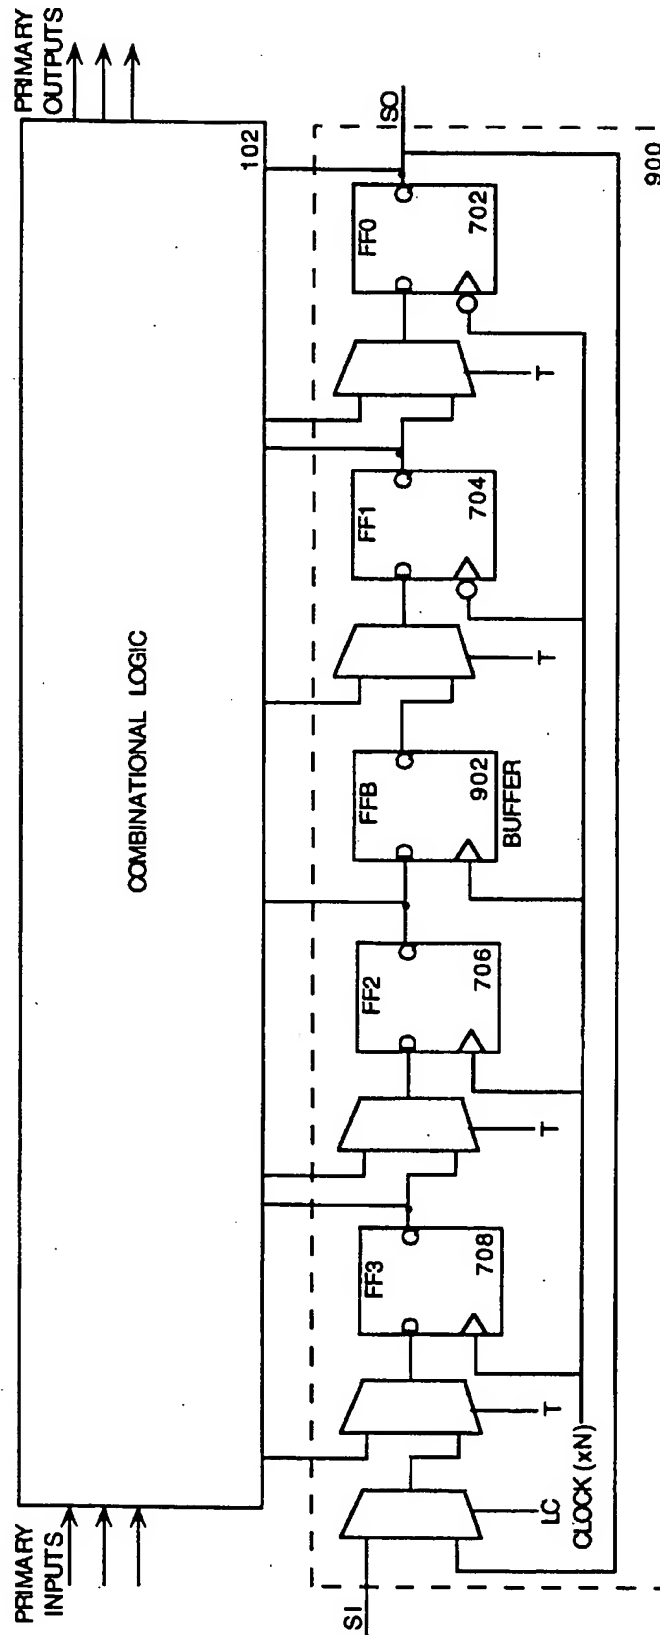 PRIMARY
INPUTS
PRIMARY
OUTPUTS
COMBINATIONAL LOGIC
102
SI
LC
T
FF3
D
Q
708
T
FF2
D
Q
706
FFB
D
Q
902
BUFFER
T
FF1
D
Q
704
T
FF0
D
Q
702
SO
CLOCK (xN)
900